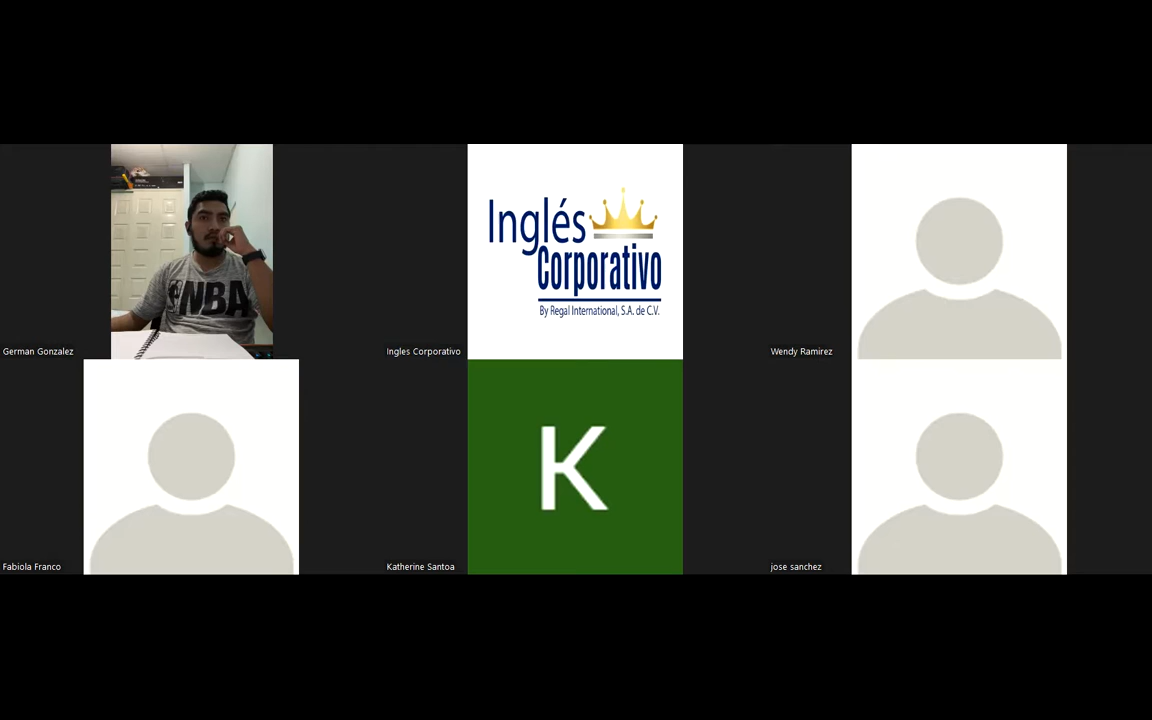 NBA
Inglés
Corporativo
By Regal International, S.A. de C.V.
German Gonzalez
Ingles Corporativo
Wendy Ramirez
K
Fabiola Franco
Katherine Santoa
jose sanchez